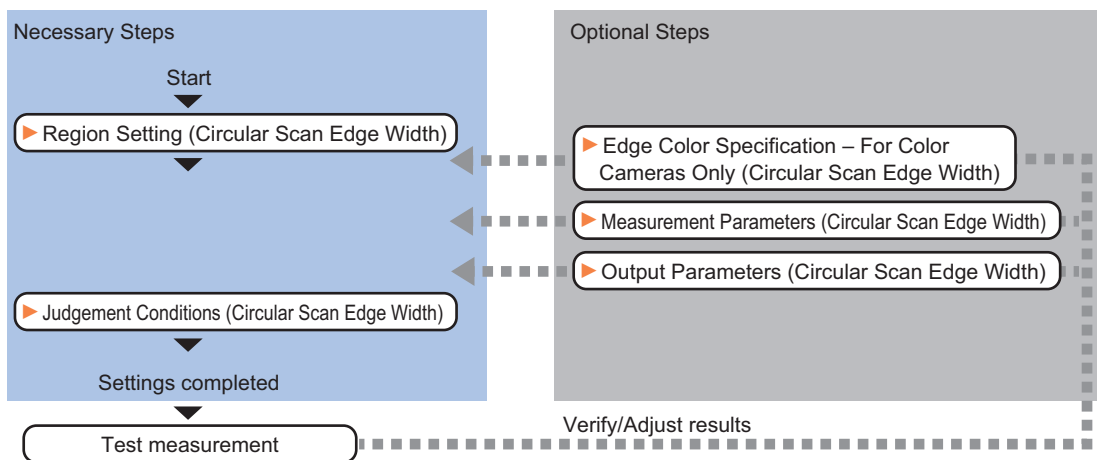 Necessary Steps
Start
Region Setting (Circular Scan Edge Width)
Judgement Conditions (Circular Scan Edge Width)
Settings completed
Test measurement
Optional Steps
Edge Color Specification – For Color
Cameras Only (Circular Scan Edge Width)
Measurement Parameters (Circular Scan Edge Width)
Output Parameters (Circular Scan Edge Width)
Verify/Adjust results